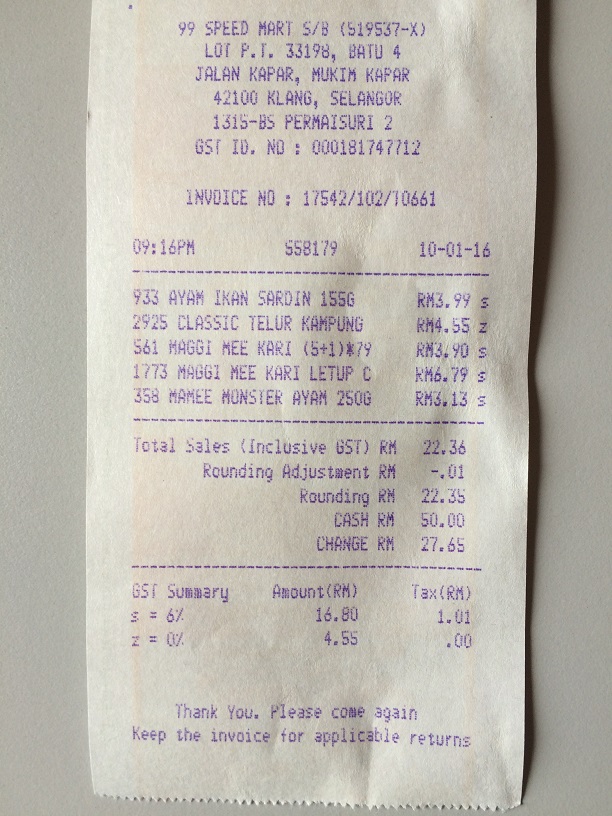 99 SPEED MART S/B (519537-X)
LOT P.T. 33198, BATU 4
JALAN KAPAR, MUKIM KAPAR
42100 KLANG, SELANGOR
1315-BS PERMAISURI 2
GST ID. NO : 000181747712
INVOICE NO : 17542/102/T0661
09:16PM 558179 10-01-16
933 AYAM IKAN SARDIN 155G RM3.99 s
2925 CLASSIC TELUR KAMPUNG RM4.55 z
561 MAGGI MEE KARI (5+1)*79 RM3.90 s
1773 MAGGI MEE KARI LETUP C RM6.79 s
358 MAMEE MONSTER AYAM 250G RM3.13 s
Total Sales (Inclusive GST) RM 22.36
Rounding Adjustment RM -.01
Rounding RM 22.35
CASH RM 50.00
CHANGE RM 27.65
GST Summary Amount(RM) Tax(RM)
s = 6% 16.80 1.01
z = 0% 4.55 .00
Thank You. Please come again
Keep the invoice for applicable returns